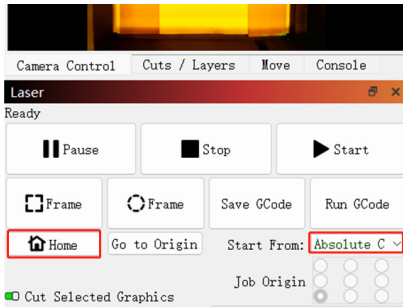 Camera Control Cuts / Layers Move Console
Laser
Ready
Pause Stop Start
Frame Frame Save GCode Run GCode
Home Go to Origin Start From: Absolute C
Job Origin
Cut Selected Graphics